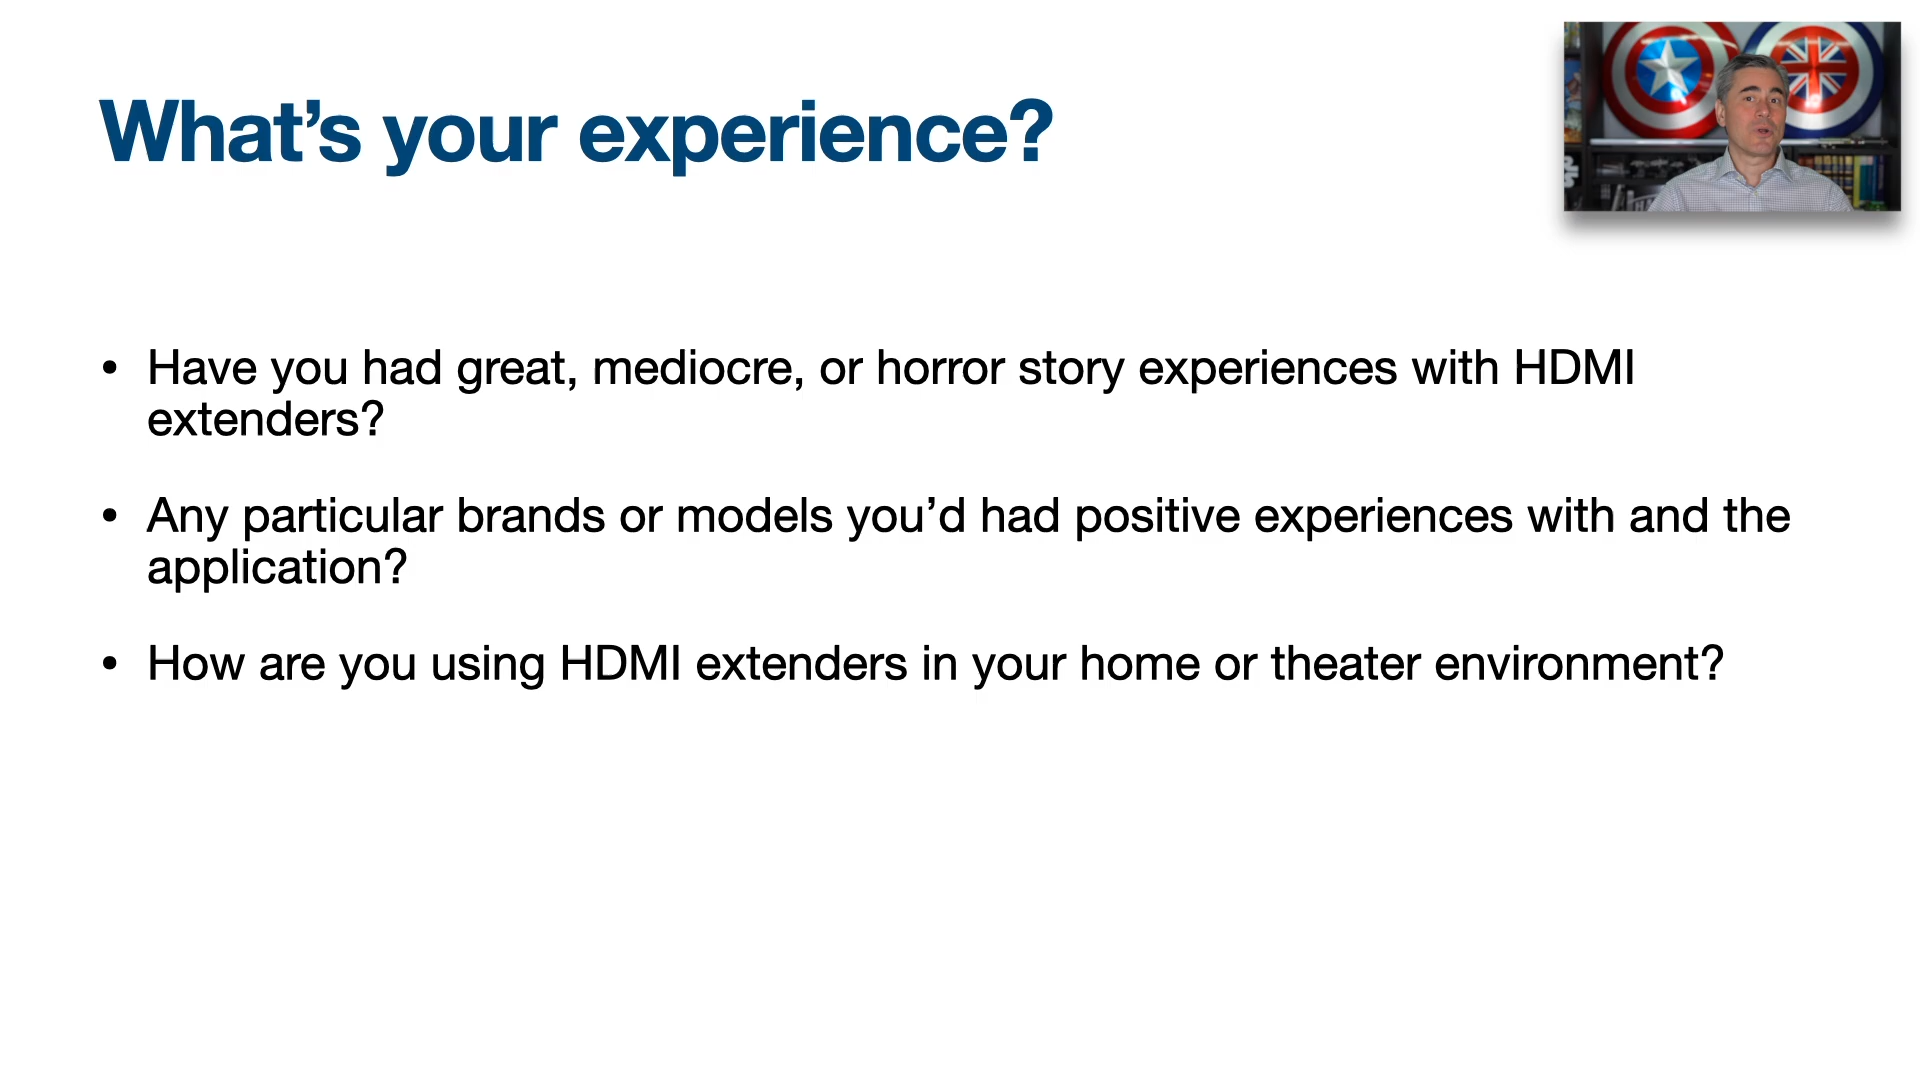 What’s your experience?
• Have you had great, mediocre, or horror story experiences with HDMI
extenders?
• Any particular brands or models you’d had positive experiences with and the
application?
• How are you using HDMI extenders in your home or theater environment?